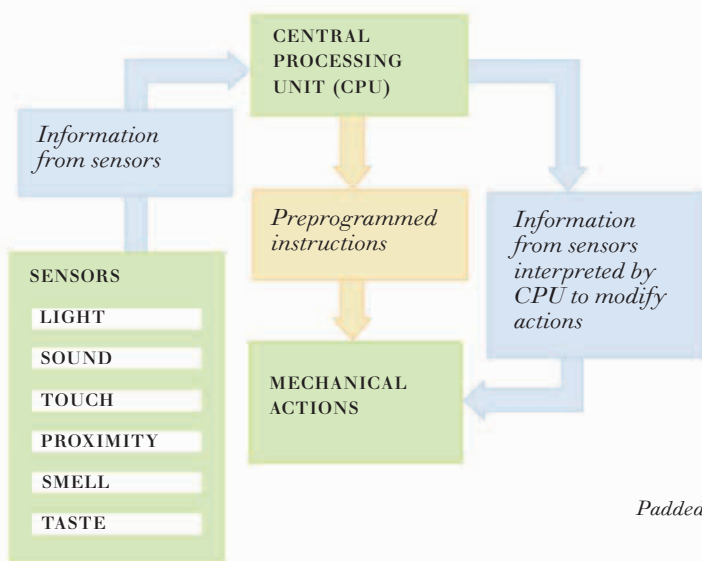 CENTRAL
PROCESSING
UNIT (CPU)
Information
from sensors
Preprogrammed
instructions
Information
from sensors
interpreted by
CPU to modify
actions
SENSORS
LIGHT
SOUND
TOUCH
PROXIMITY
SMELL
TASTE
MECHANICAL
ACTIONS
Padded